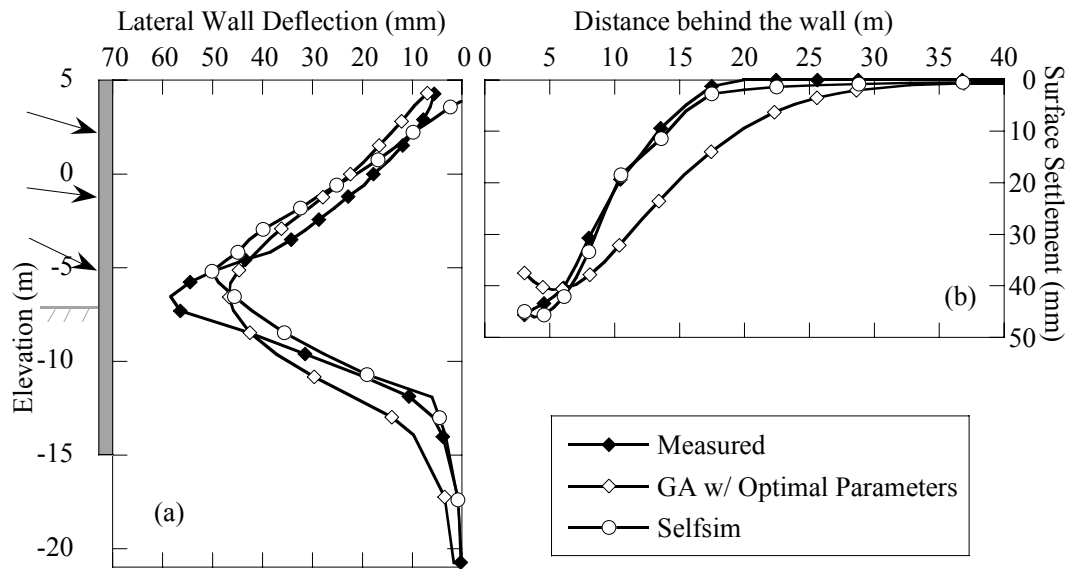 Lateral Wall Deflection (mm)
70 60 50 40 30 20 10 0
5
0
-5
-10
-15
-20
Elevation (m)
(a)
Distance behind the wall (m)
0 5 10 15 20 25 30 35 40
0
10
20
30
40
50
Surface Settlement (mm)
(b)
Measured
GA w/ Optimal Parameters
Selfsim